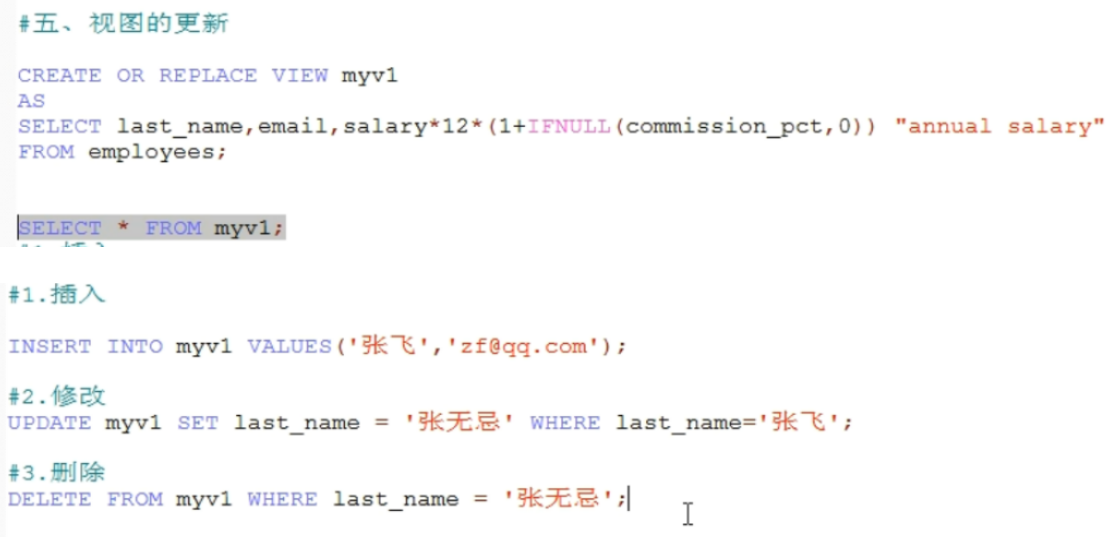 #五、视图的更新
CREATE OR REPLACE VIEW myv1
AS
SELECT last_name,email,salary*12*(1+IFNULL(commission_pct,0)) "annual salary"
FROM employees;
SELECT * FROM myv1;
#1.插入
INSERT INTO myv1 VALUES('张飞','zf@qq.com');
#2.修改
UPDATE myv1 SET last_name = '张无忌' WHERE last_name='张飞';
#3.删除
DELETE FROM myv1 WHERE last_name = '张无忌';